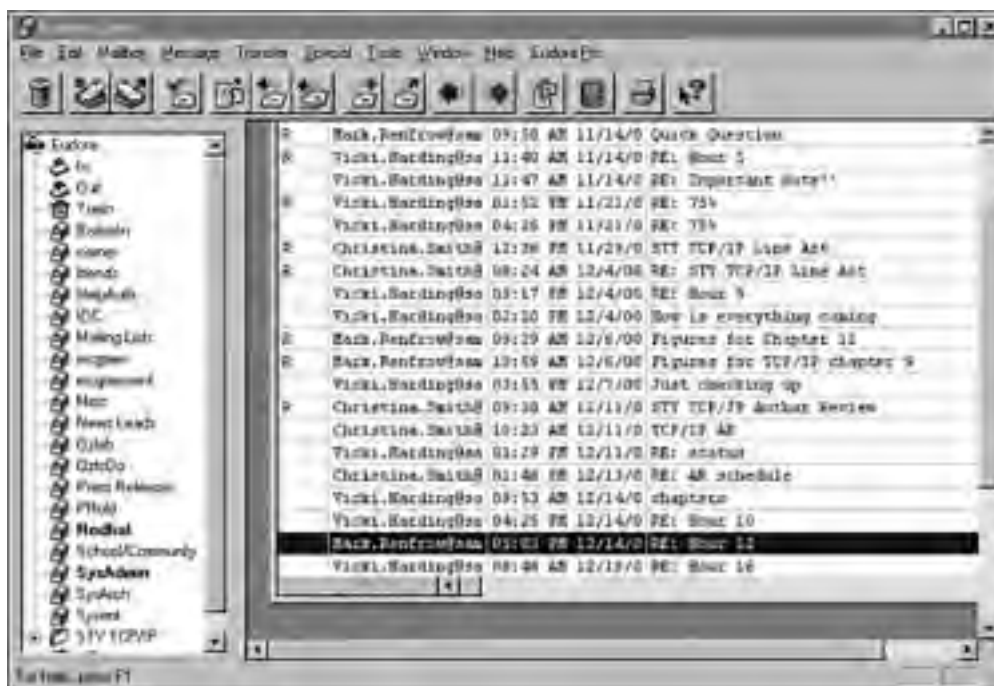 File Edit Mailbox Message Transfer Special Tools Window Help
Eudora
In
Out
Trash
friends
HelpAuth
IDC
Mailing Lists
Next
News Leads
Press Releases
Redhat
School/Community
SysAdmin
SysArch
STY TCP/IP
R Mark.Renfrow@sam 09:58 AM 11/14/0 Quick Question
R Vicki.Harding@sa 11:40 AM 11/14/0 RE: Hour 5
Vicki.Harding@sa 11:47 AM 11/14/0 RE: Important Note!!
R Vicki.Harding@sa 01:52 PM 11/21/0 RE: 75%
Vicki.Harding@sa 04:26 PM 11/21/0 RE: 75%
R Christina.Smith@ 12:36 PM 11/29/0 STY TCP/IP Line Art
R Christina.Smith@ 08:24 AM 12/4/00 RE: STY TCP/IP Line Art
Vicki.Harding@sa PM 12/4/00 RE: Hour 9
Vicki.Harding@sa 02:10 PM 12/4/00 How is everything coming
R Mark.Renfrow@sam 09:29 AM 12/6/00 Figures for Chapter 12
R Mark.Renfrow@sam 10:59 AM 12/6/00 Figures for TCP/IP chapter 9
Vicki.Harding@sa 03:55 PM 12/7/00 Just checking up
R Christina.Smith@ 09:38 AM 12/11/0 STY TCP/IP Author Review
Christina.Smith@ 10:23 AM 12/11/0 TCP/IP AR
Vicki.Harding@sa 01:29 PM 12/11/0 RE: status
Christina.Smith@ 01:46 PM 12/13/0 RE: AR schedule
Vicki.Harding@sa 09:53 AM 12/14/0 chapters
Vicki.Harding@sa 04:25 PM 12/14/0 RE: Hour 10
Mark.Renfrow@sam 05:03 PM 12/14/0 RE: Hour 12
Vicki.Harding@sa 08:46 AM RE: Hour 16
For help, press F1